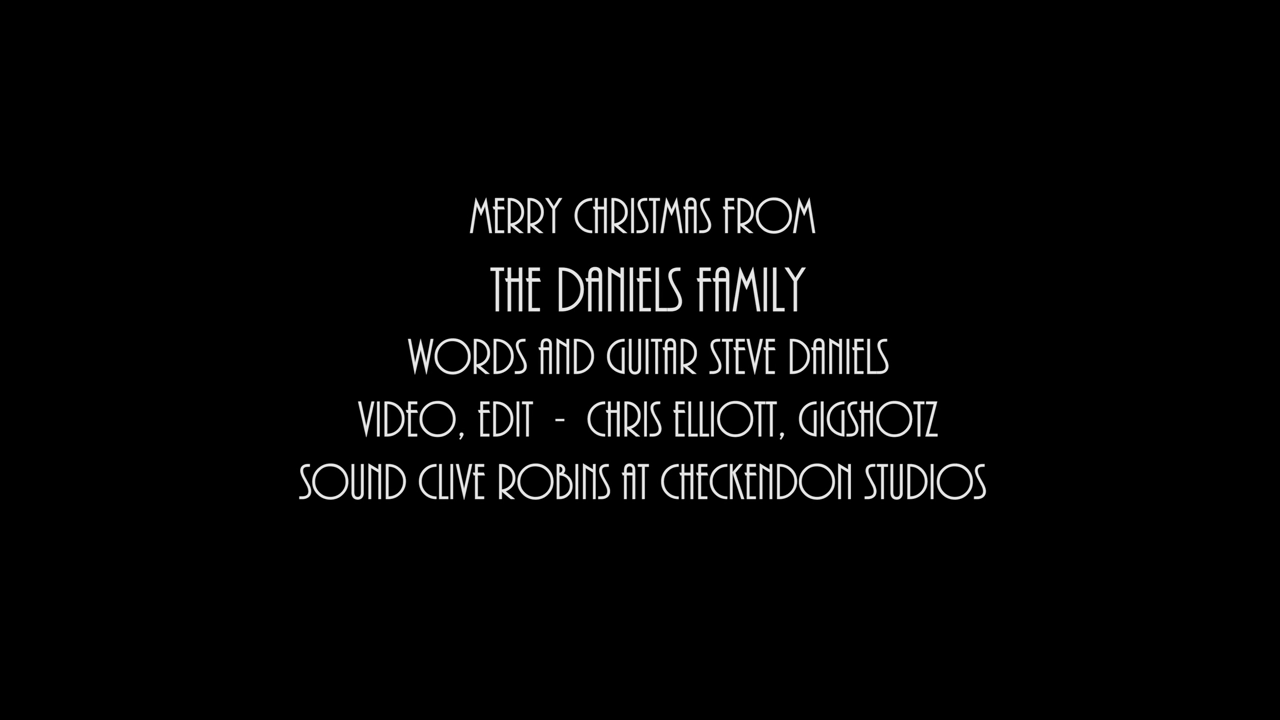 MERRY CHRISTMAS FROM
THE DANIELS FAMILY
WORDS AND GUITAR STEVE DANIELS
VIDEO, EDIT - CHRIS ELLIOTT, GIGSHOTZ
SOUND CLIVE ROBINS AT CHECKENDON STUDIOS